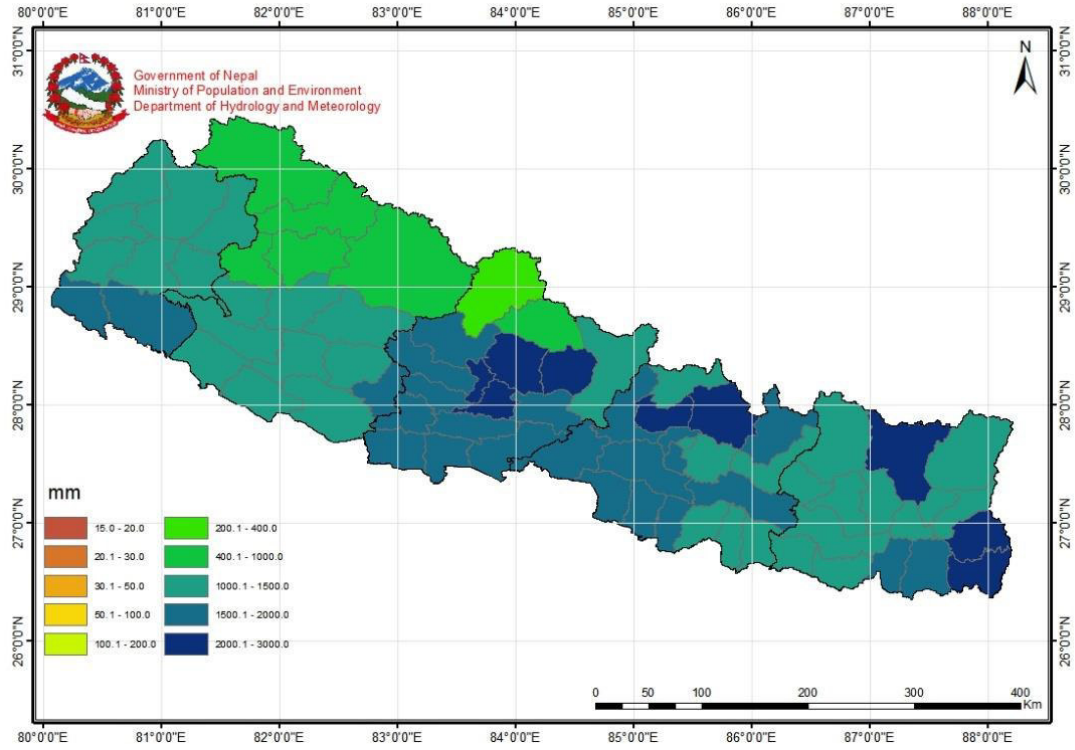 80°0'0"E 81°0'0"E 82°0'0"E 83°0'0"E 84°0'0"E 85°0'0"E 86°0'0"E 87°0'0"E 88°0'0"E
31°0'0"N 31°0'0"N
N
Government of Nepal
Ministry of Population and Environment
Department of Hydrology and Meteorology
30°0'0"N 30°0'0"N
29°0'0"N 29°0'0"N
28°0'0"N 28°0'0"N
27°0'0"N 27°0'0"N
26°0'0"N 26°0'0"N
mm
15.0 - 20.0 200.1 - 400.0
20.1 - 30.0 400.1 - 1000.0
30.1 - 50.0 1000.1 - 1500.0
50.1 - 100.0 1500.1 - 2000.0
100.1 - 200.0 2000.1 - 3000.0
0 50 100 200 300 400
Km
80°0'0"E 81°0'0"E 82°0'0"E 83°0'0"E 84°0'0"E 85°0'0"E 86°0'0"E 87°0'0"E 88°0'0"E